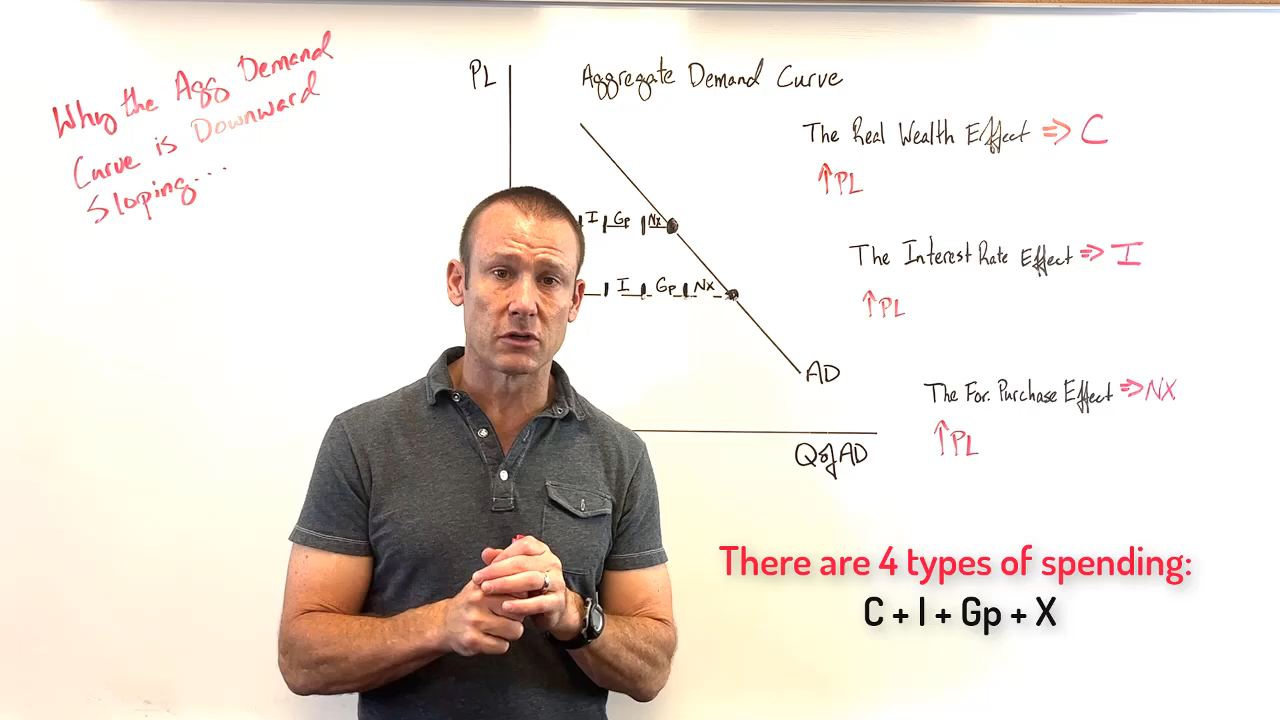 Why the Agg Demand
Curve is Downward
Sloping...
PL
Aggregate Demand Curve
The Real Wealth Effect ⇒ C
↑PL
I Gp Nx
The Interest Rate Effect ⇒ I
I Gp NX
↑PL
AD
The For. Purchase Effect ⇒ NX
↑PL
Q of AD
There are 4 types of spending:
C + I + Gp + X